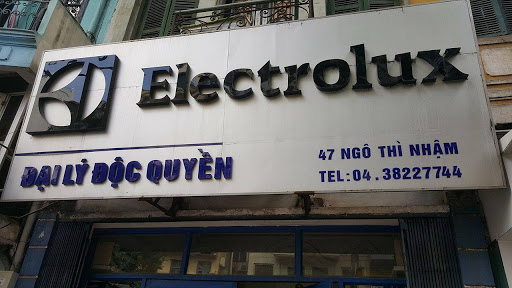 Electrolux
ĐẠI LÝ ĐỘC QUYỀN
47 NGÔ THÌ NHẬM
TEL:04.38227744